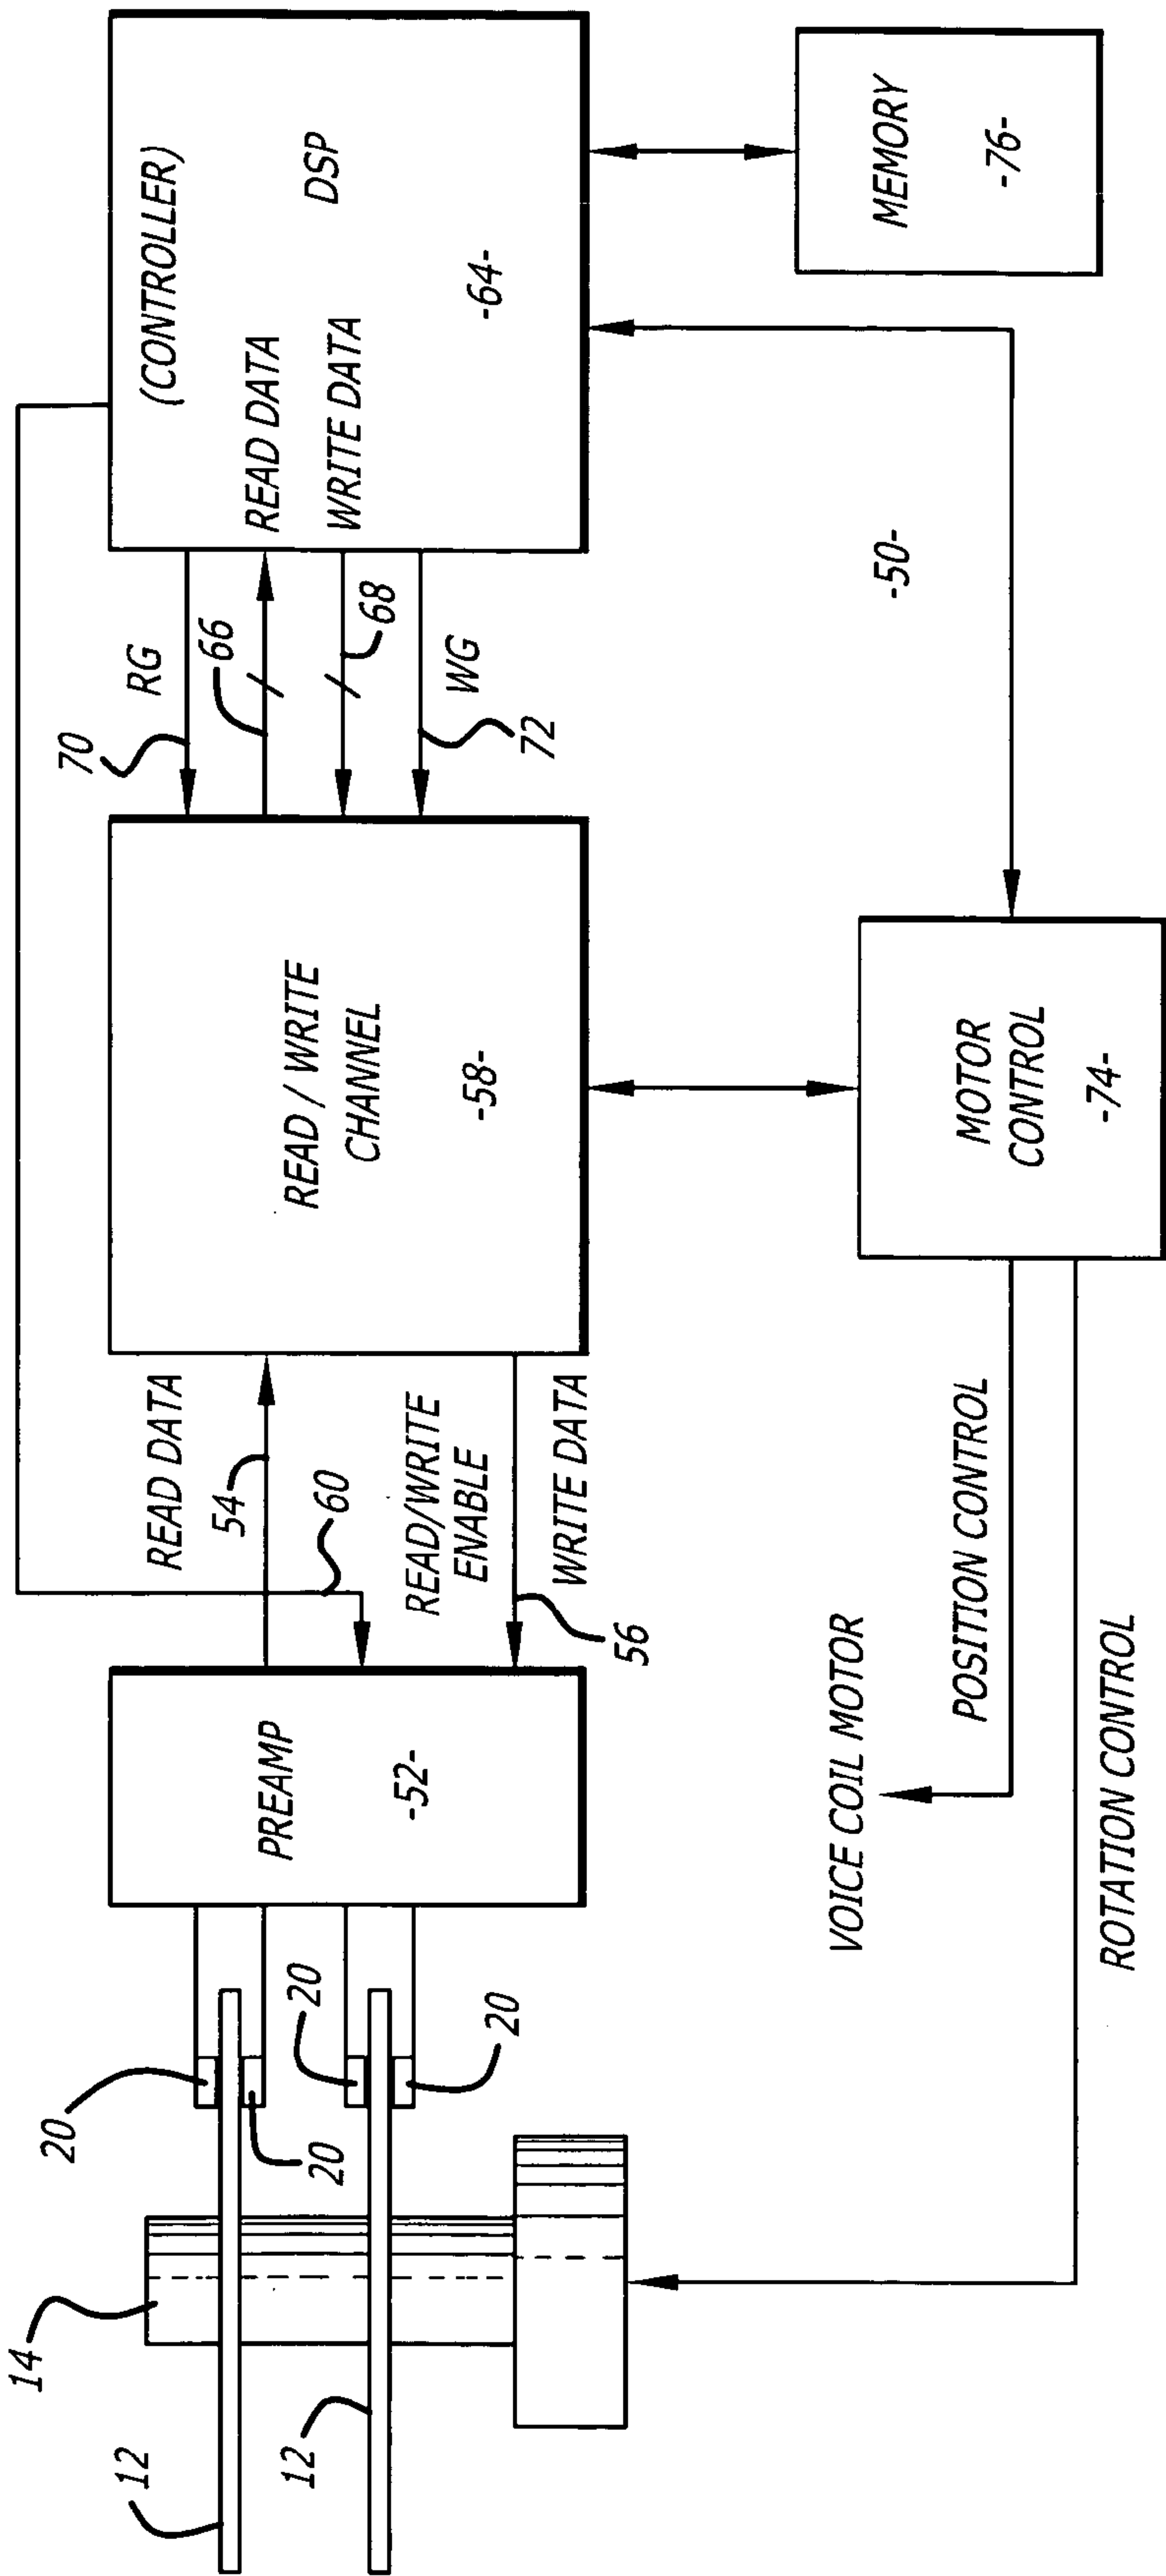 12
14
12
20
20
20
20
PREAMP
-52-
READ DATA
54
60
READ/WRITE
ENABLE
WRITE DATA
56
READ / WRITE
CHANNEL
-58-
70
RG
66
68
WG
72
(CONTROLLER)
READ DATA
DSP
WRITE DATA
-64-
VOICE COIL MOTOR
POSITION CONTROL
ROTATION CONTROL
MOTOR
CONTROL
-74-
-50-
MEMORY
-76-